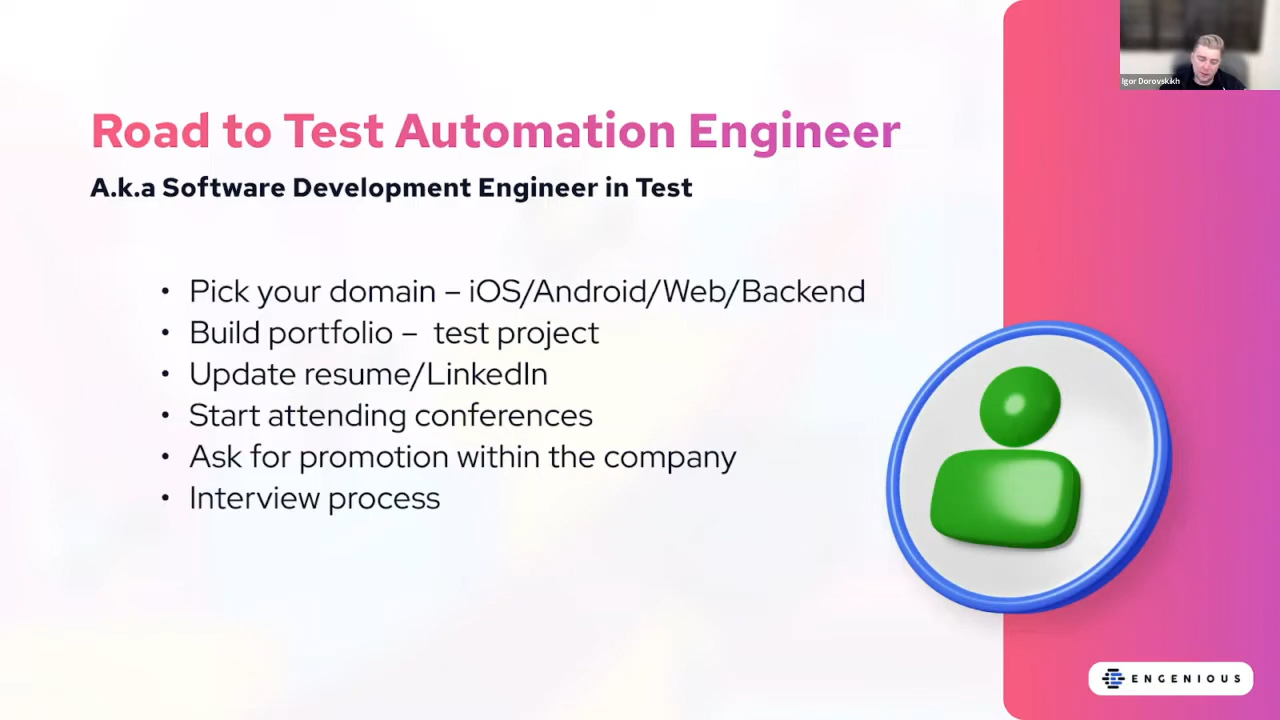 Igor Dorovskikh
Road to Test Automation Engineer
A.k.a Software Development Engineer in Test
• Pick your domain – iOS/Android/Web/Backend
• Build portfolio – test project
• Update resume/LinkedIn
• Start attending conferences
• Ask for promotion within the company
• Interview process
ENGENIOUS